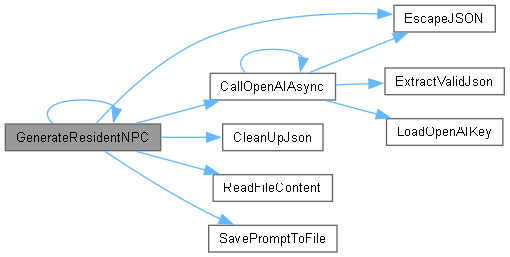 EscapeJSON
CallOpenAIAsync
ExtractValidJson
GenerateResidentNPC
CleanUpJson
LoadOpenAIKey
ReadFileContent
SavePromptToFile